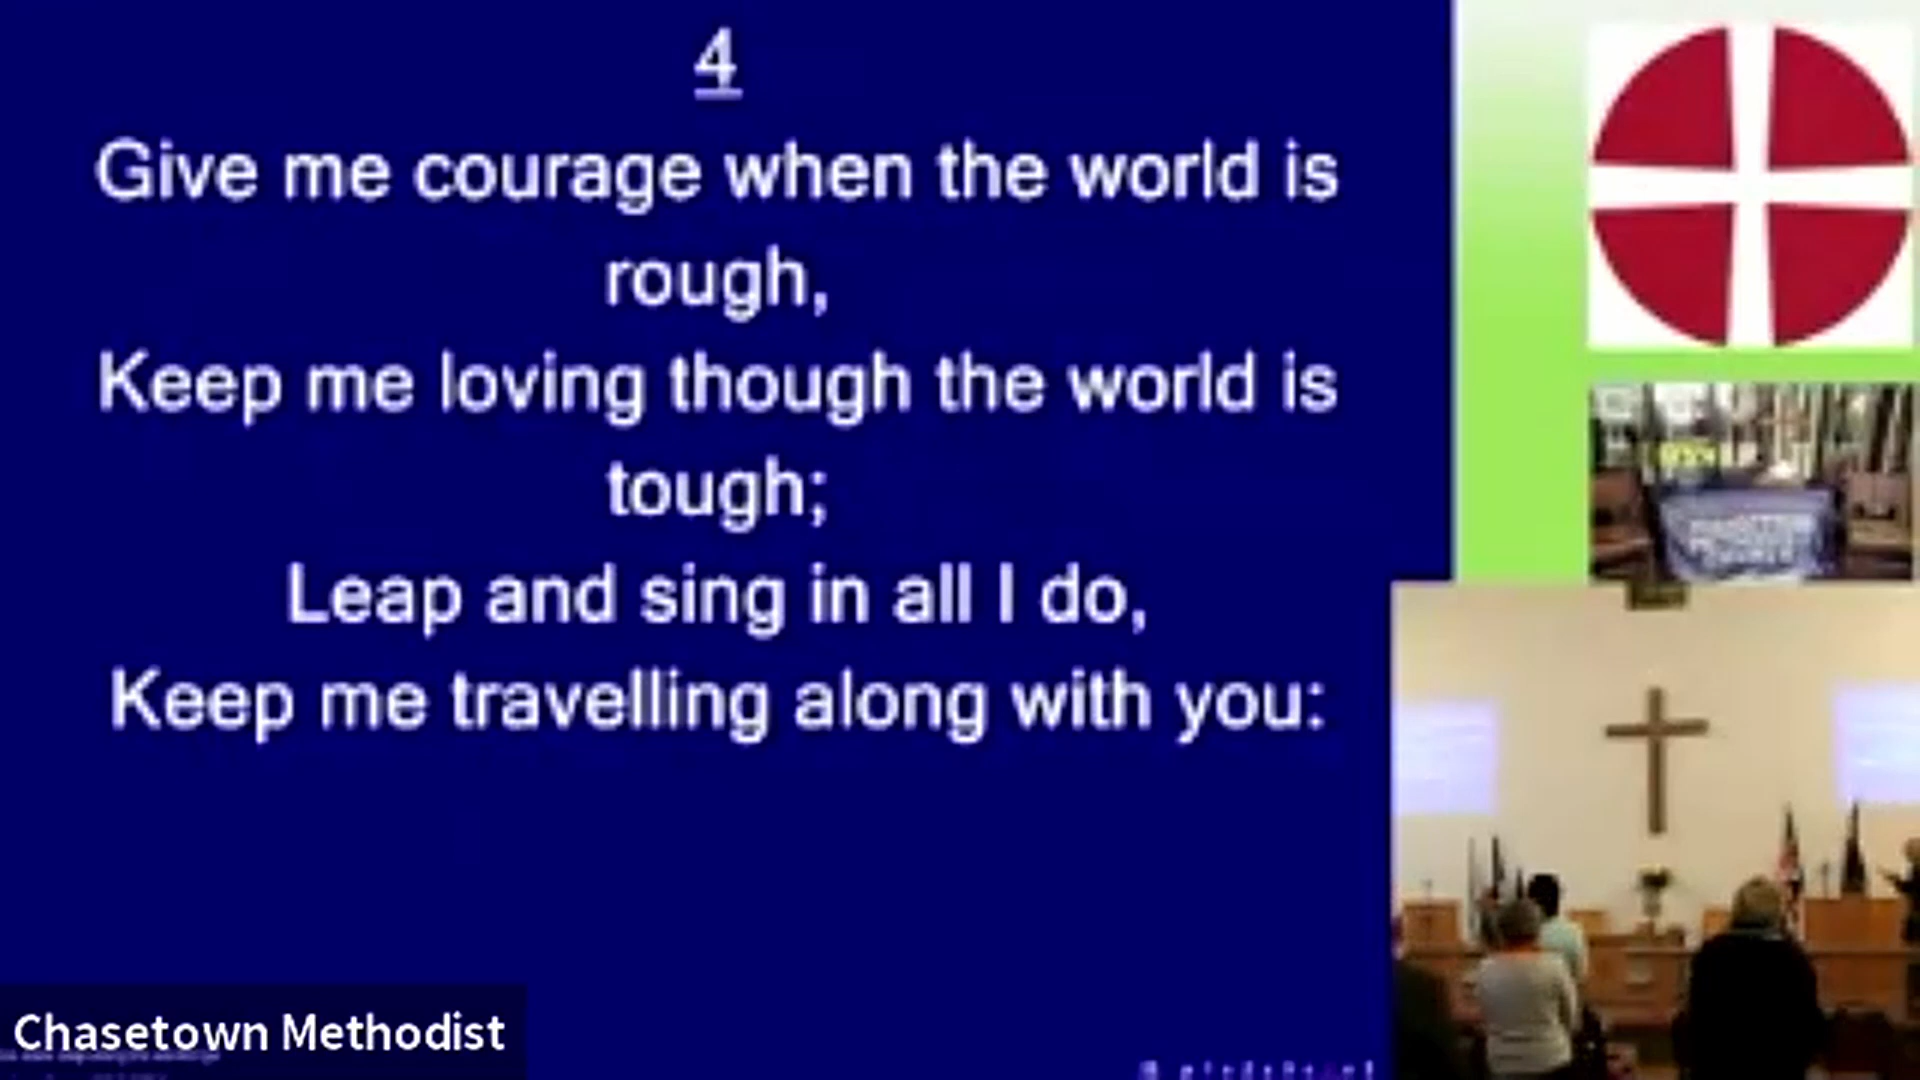 4
Give me courage when the world is
rough,
Keep me loving though the world is
tough;
Leap and sing in all I do,
Keep me travelling along with you:
Chasetown Methodist